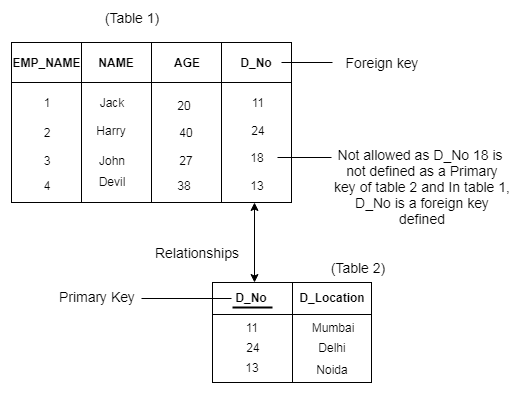 (Table 1)
EMP_NAME NAME AGE D_No Foreign key
1 Jack 20 11
2 Harry 40 24
3 John 27 18 Not allowed as D_No 18 is
not defined as a Primary
4 Devil 38 13 key of table 2 and In table 1,
D_No is a foreign key
defined
Relationships
(Table 2)
Primary Key D_No D_Location
11 Mumbai
24 Delhi
13 Noida